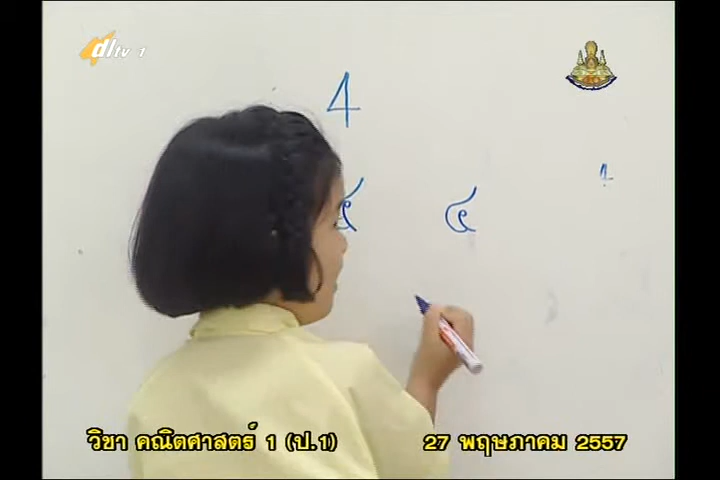 dltv 1
4
๔ ๔
4
วิชา คณิตศาสตร์ 1 (ป.1) 27 พฤษภาคม 2557